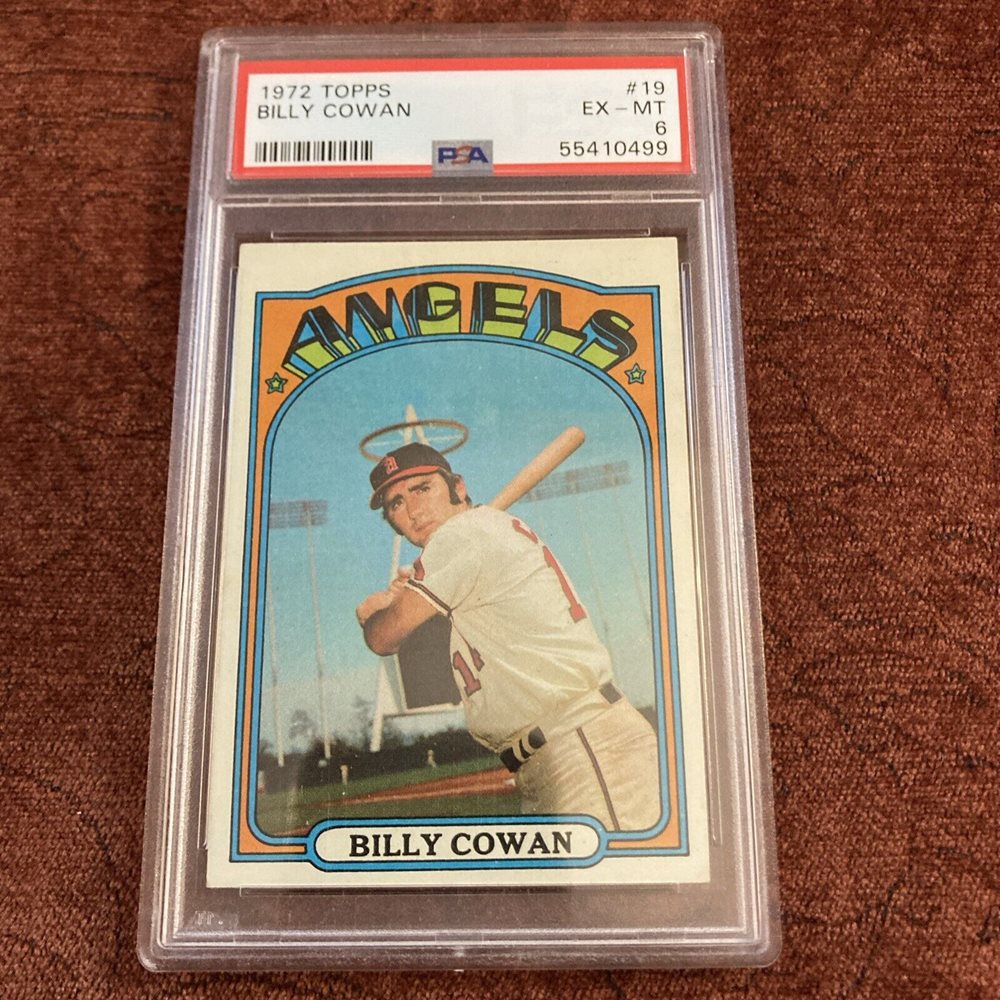 1972 TOPPS #19
BILLY COWAN EX - MT
6
PSA 55410499
ANGELS
A
BILLY COWAN